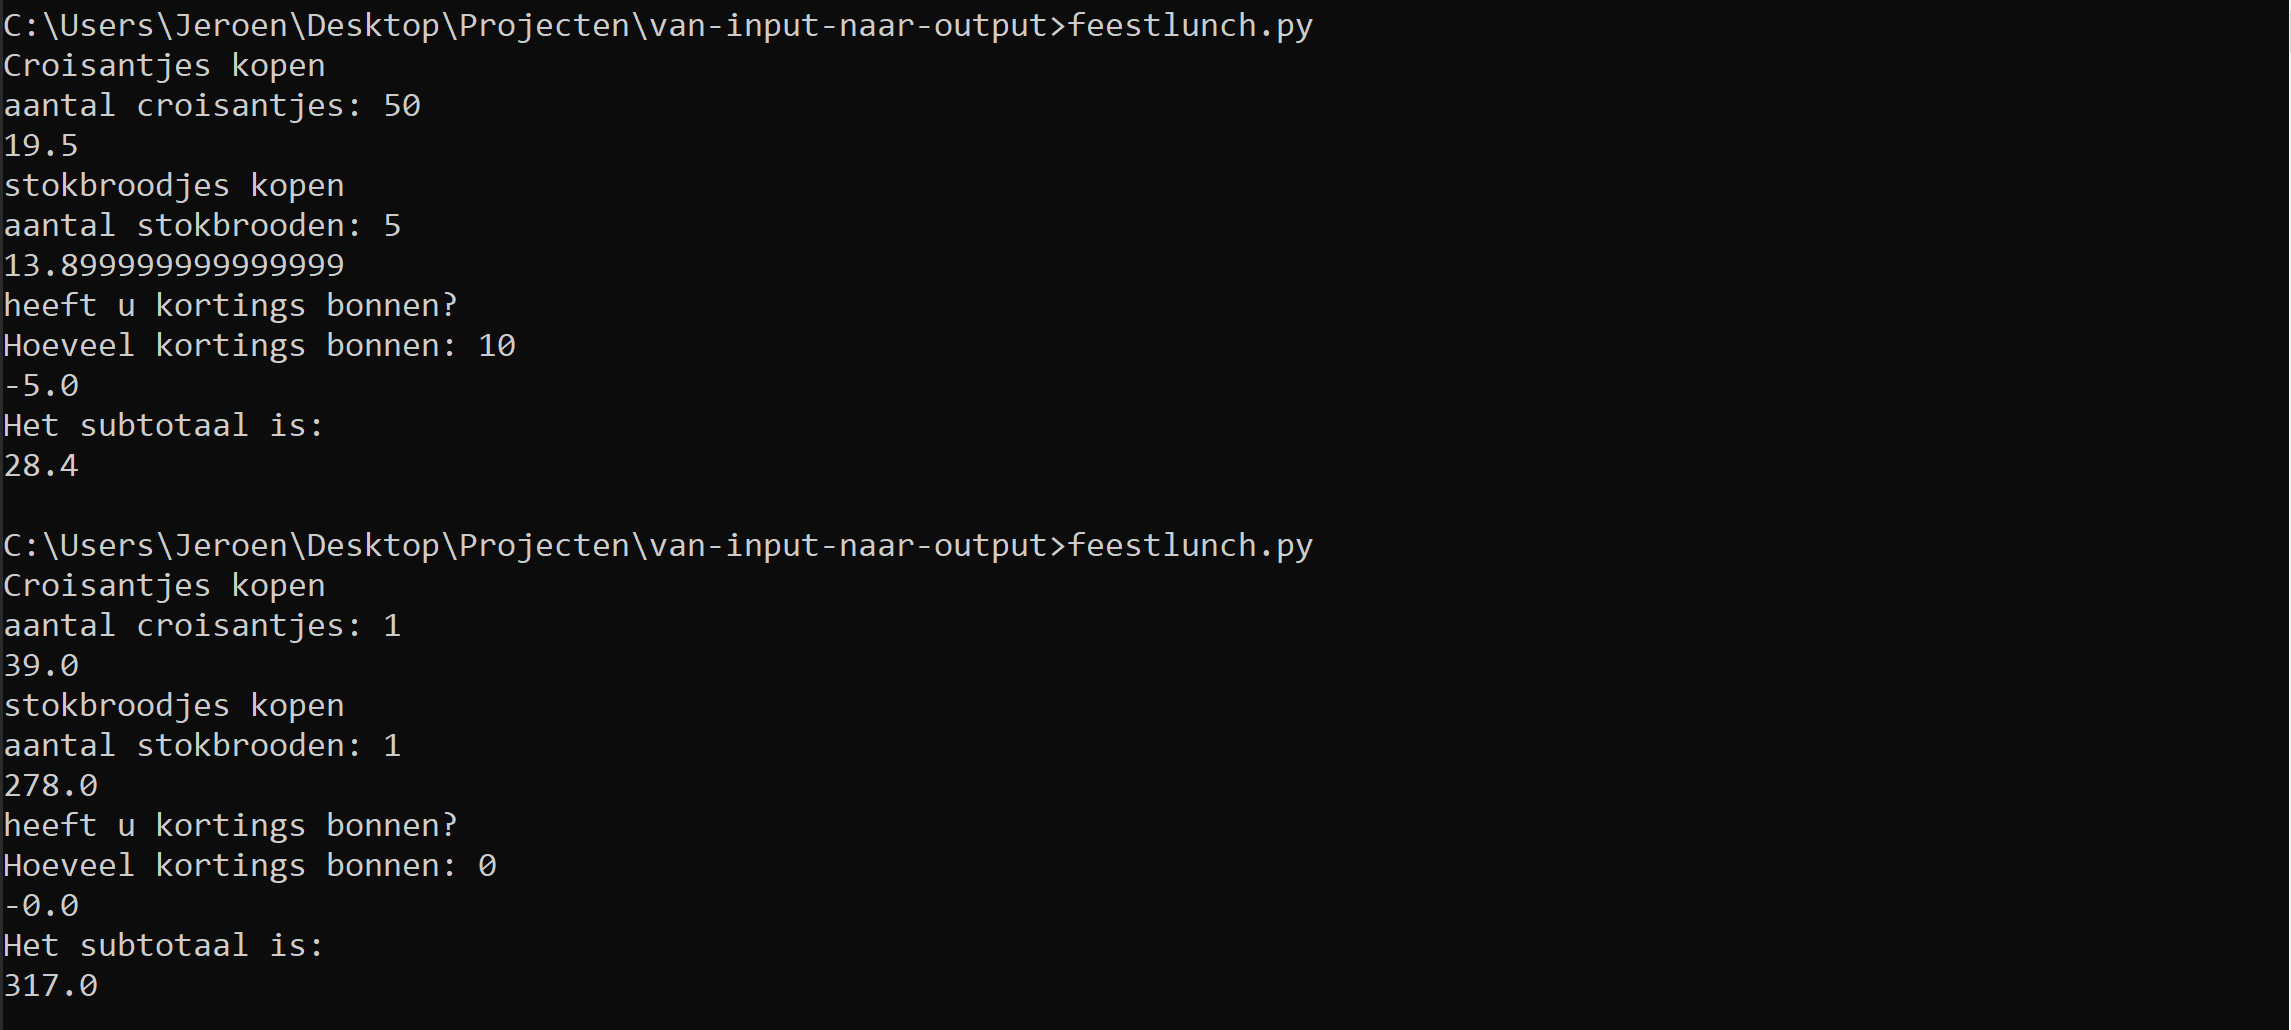 C:\Users\Jeroen\Desktop\Projecten\van-input-naar-output>feestlunch.py
Croisantjes kopen
aantal croisantjes: 50
19.5
stokbroodjes kopen
aantal stokbrooden: 5
13.899999999999999
heeft u kortings bonnen?
Hoeveel kortings bonnen: 10
-5.0
Het subtotaal is:
28.4
C:\Users\Jeroen\Desktop\Projecten\van-input-naar-output>feestlunch.py
Croisantjes kopen
aantal croisantjes: 1
39.0
stokbroodjes kopen
aantal stokbrooden: 1
278.0
heeft u kortings bonnen?
Hoeveel kortings bonnen: 0
-0.0
Het subtotaal is:
317.0